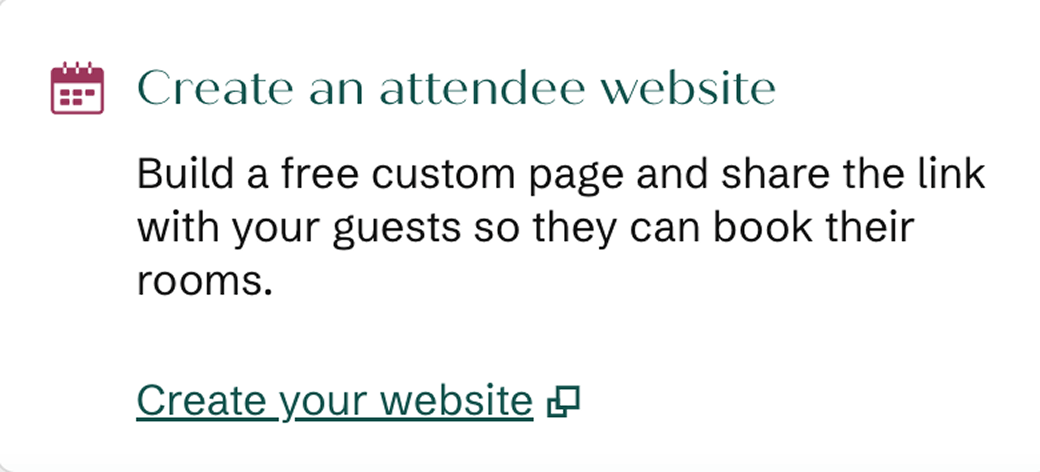 Create an attendee website
Build a free custom page and share the link
with your guests so they can book their
rooms.
Create your website